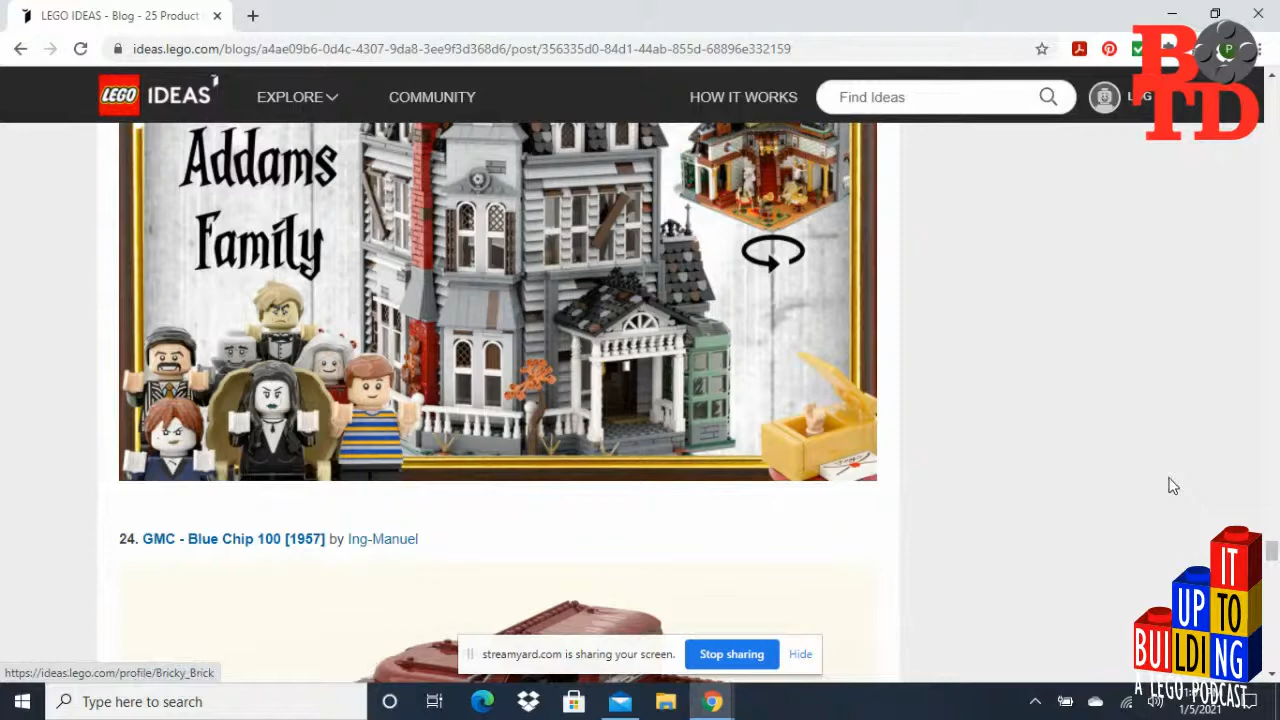 LEGO IDEAS - Blog - 25 Product
ideas.lego.com/blogs/a4ae09b6-0d4c-4307-9da8-3ee9f3d368d6/post/356335d0-84d1-44ab-855d-68896e332159
LEGO IDEAS
EXPLORE
COMMUNITY
HOW IT WORKS
Find Ideas
B
TD
Addams
Family
24. GMC - Blue Chip 100 [1957] by Ing-Manuel
streamyard.com is sharing your screen.
Stop sharing
Hide
https://ideas.lego.com/profile/Bricky_Brick
Type here to search
1/5/2021
BUILDING
UP
TO
IT
A LEGO PODCAST